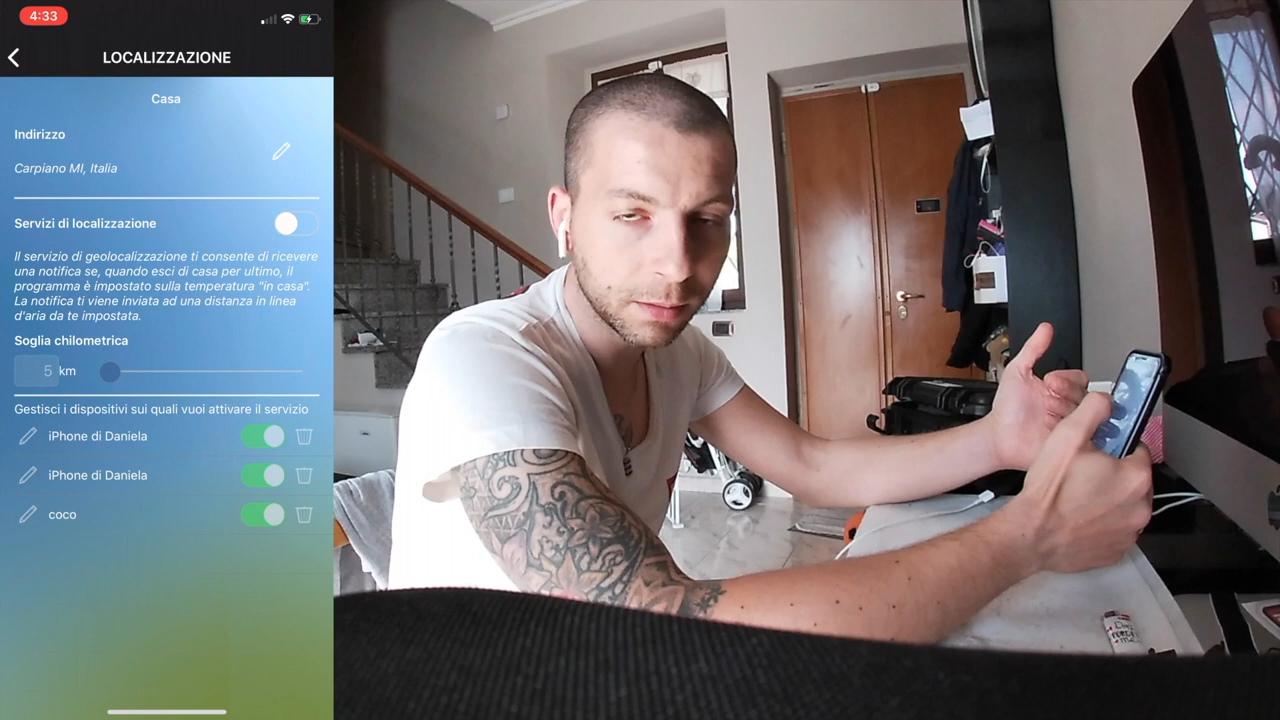 4:33
LOCALIZZAZIONE
Casa
Indirizzo
Carpiano MI, Italia
Servizi di localizzazione
Il servizio di geolocalizzazione ti consente di ricevere
una notifica se, quando esci di casa per ultimo, il
programma è impostato sulla temperatura "in casa".
La notifica ti viene inviata ad una distanza in linea
d'aria da te impostata.
Soglia chilometrica
5 km
Gestisci i dispositivi sui quali vuoi attivare il servizio
iPhone di Daniela
iPhone di Daniela
coco